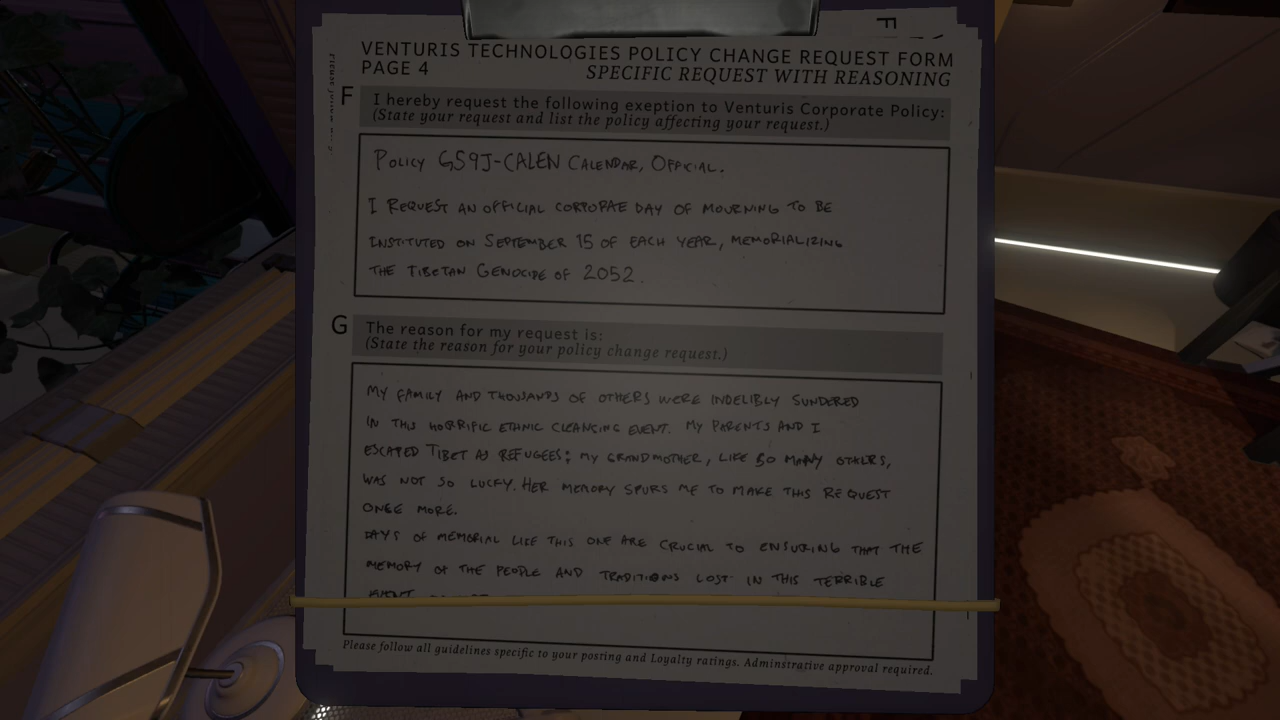 VENTURIS TECHNOLOGIES POLICY CHANGE REQUEST FORM
PAGE 4 SPECIFIC REQUEST WITH REASONING
F I hereby request the following exeption to Venturis Corporate Policy:
(State your request and list the policy affecting your request.)
POLICY GS9J-CALEN CALENDAR, OFFICIAL.
I REQUEST AN OFFICIAL CORPORAE DAY OF MOURNING TO BE
INSTITUTED ON SEPTEMBER 15 OF EACH YEAR, MEMORIALIZING
THE TIBETAN GENOCIDE OF 2052.
G The reason for my request is:
(State the reason for your policy change request.)
MY FAMILY AND THOUSANDS OF OTHERS WERE INDELIBLY SUNDERED
IN THIS HORRIFIC ETHNIC CLEANSING EVENT. MY PARENTS AND I
ESCAPED TIBET AS REFUGEES; MY GRANDMOTHER, LIKE SO MANY OTHERS,
WAS NOT SO LUCKY. HER MEMORY SPURS ME TO MAKE THIS REQUEST
ONCE MORE.
DAYS OF MEMORIAL LIKE THIS ONE ARE CRUCIAL TO ENSURING THAT THE
MEMORY OF THE PEOPLE AND TRADITIONS LOST IN THIS TERRIBLE
Please follow all guidelines specific to your posting and Loyalty ratings. Adminstrative approval required.